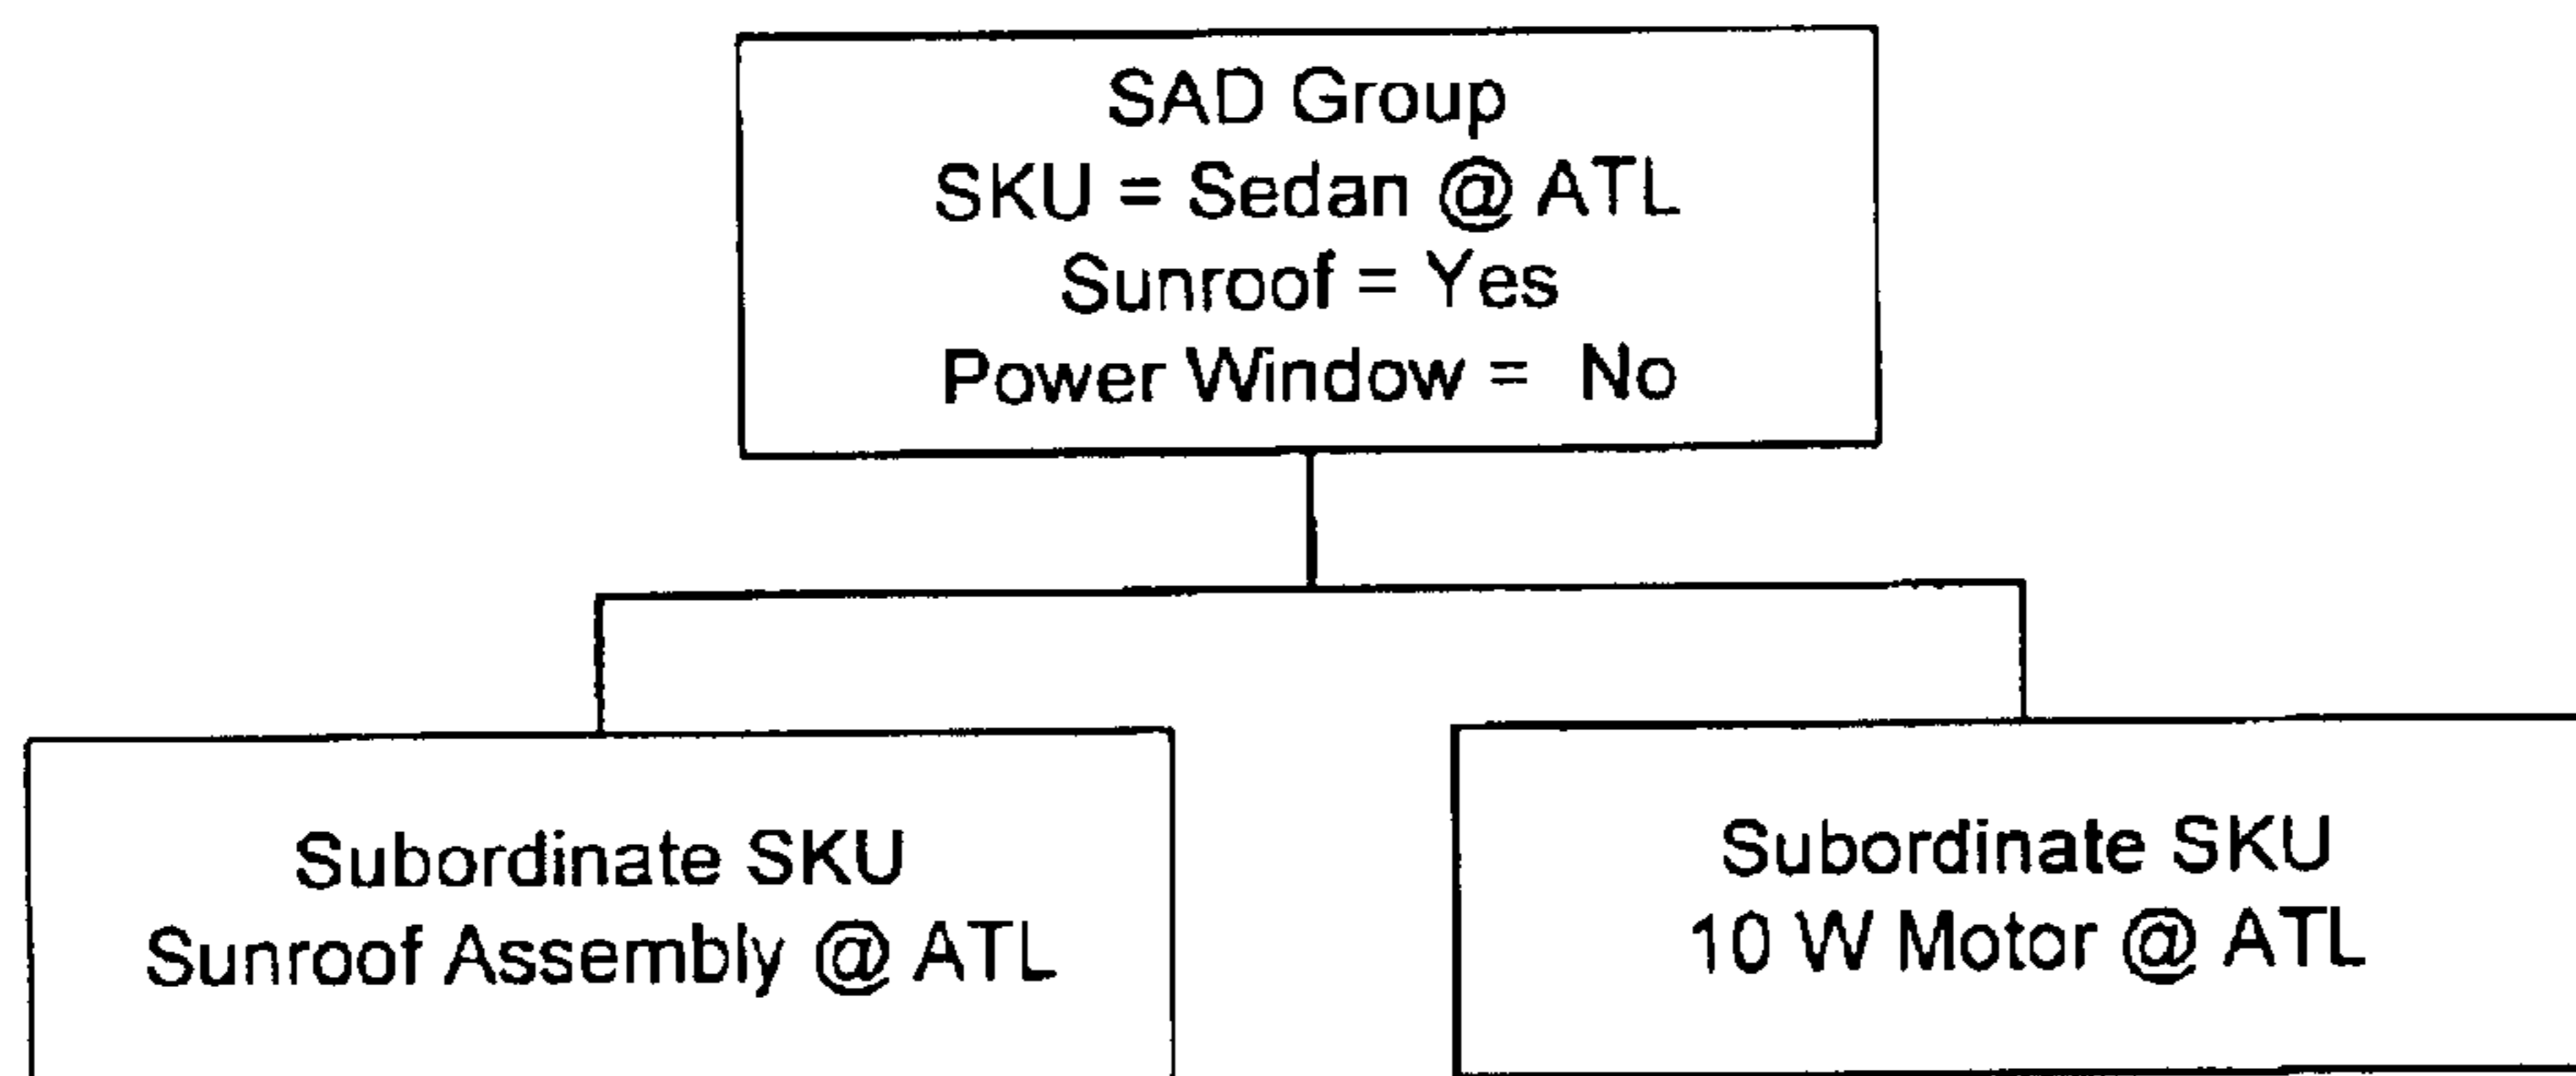 SAD Group
SKU = Sedan @ ATL
Sunroof = Yes
Power Window = No
Subordinate SKU
Sunroof Assembly @ ATL
Subordinate SKU
10 W Motor @ ATL